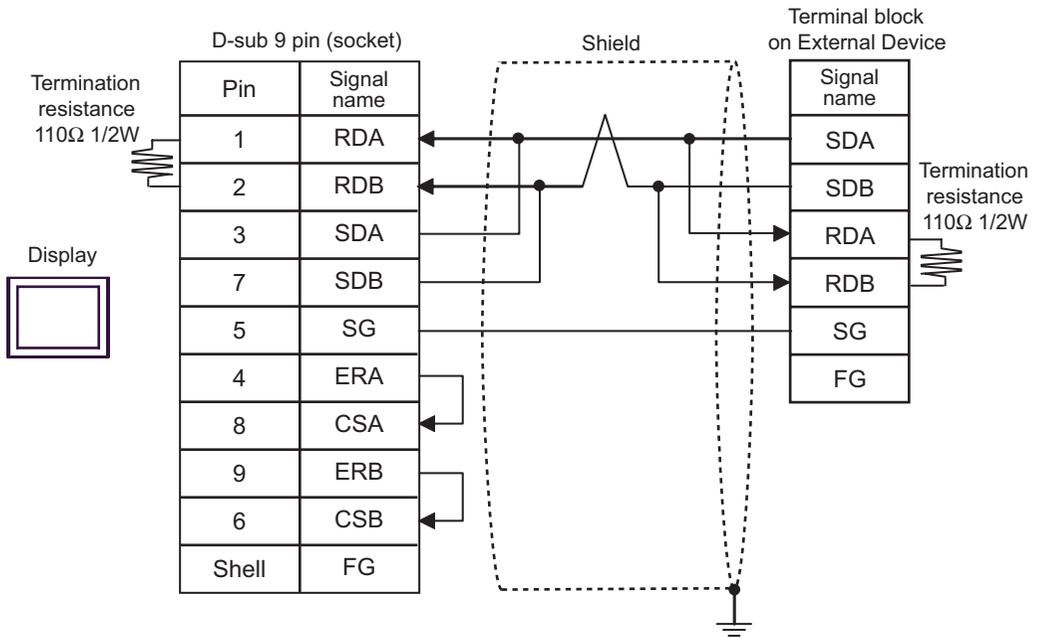 D-sub 9 pin (socket)
Shield
Terminal block
on External Device
Termination
resistance
110Ω 1/2W
Display
Pin Signal name
1 RDA
2 RDB
3 SDA
7 SDB
5 SG
4 ERA
8 CSA
9 ERB
6 CSB
Shell FG
Signal
name
SDA
SDB
RDA
RDB
SG
FG
Termination
resistance
110Ω 1/2W